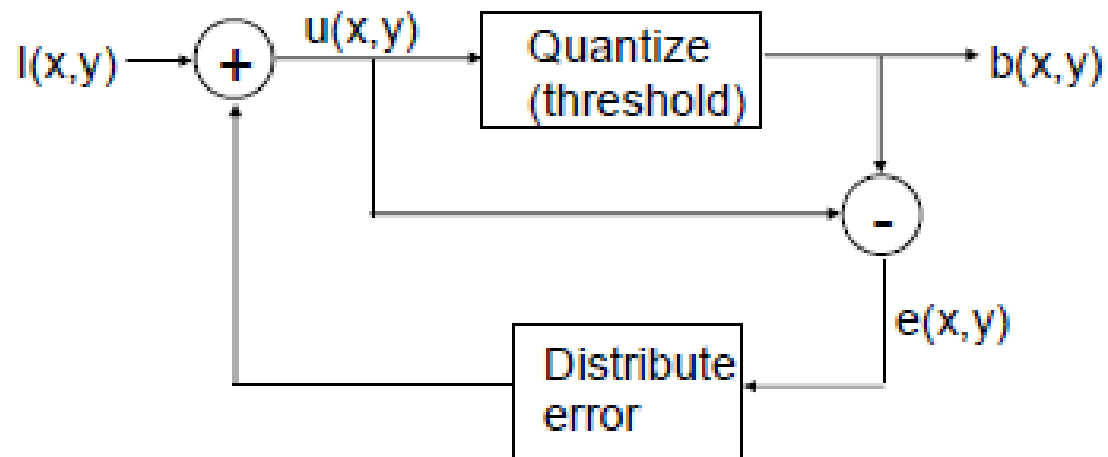 I(x,y)
+
u(x,y)
Quantize
(threshold)
b(x,y)
-
e(x,y)
Distribute
error